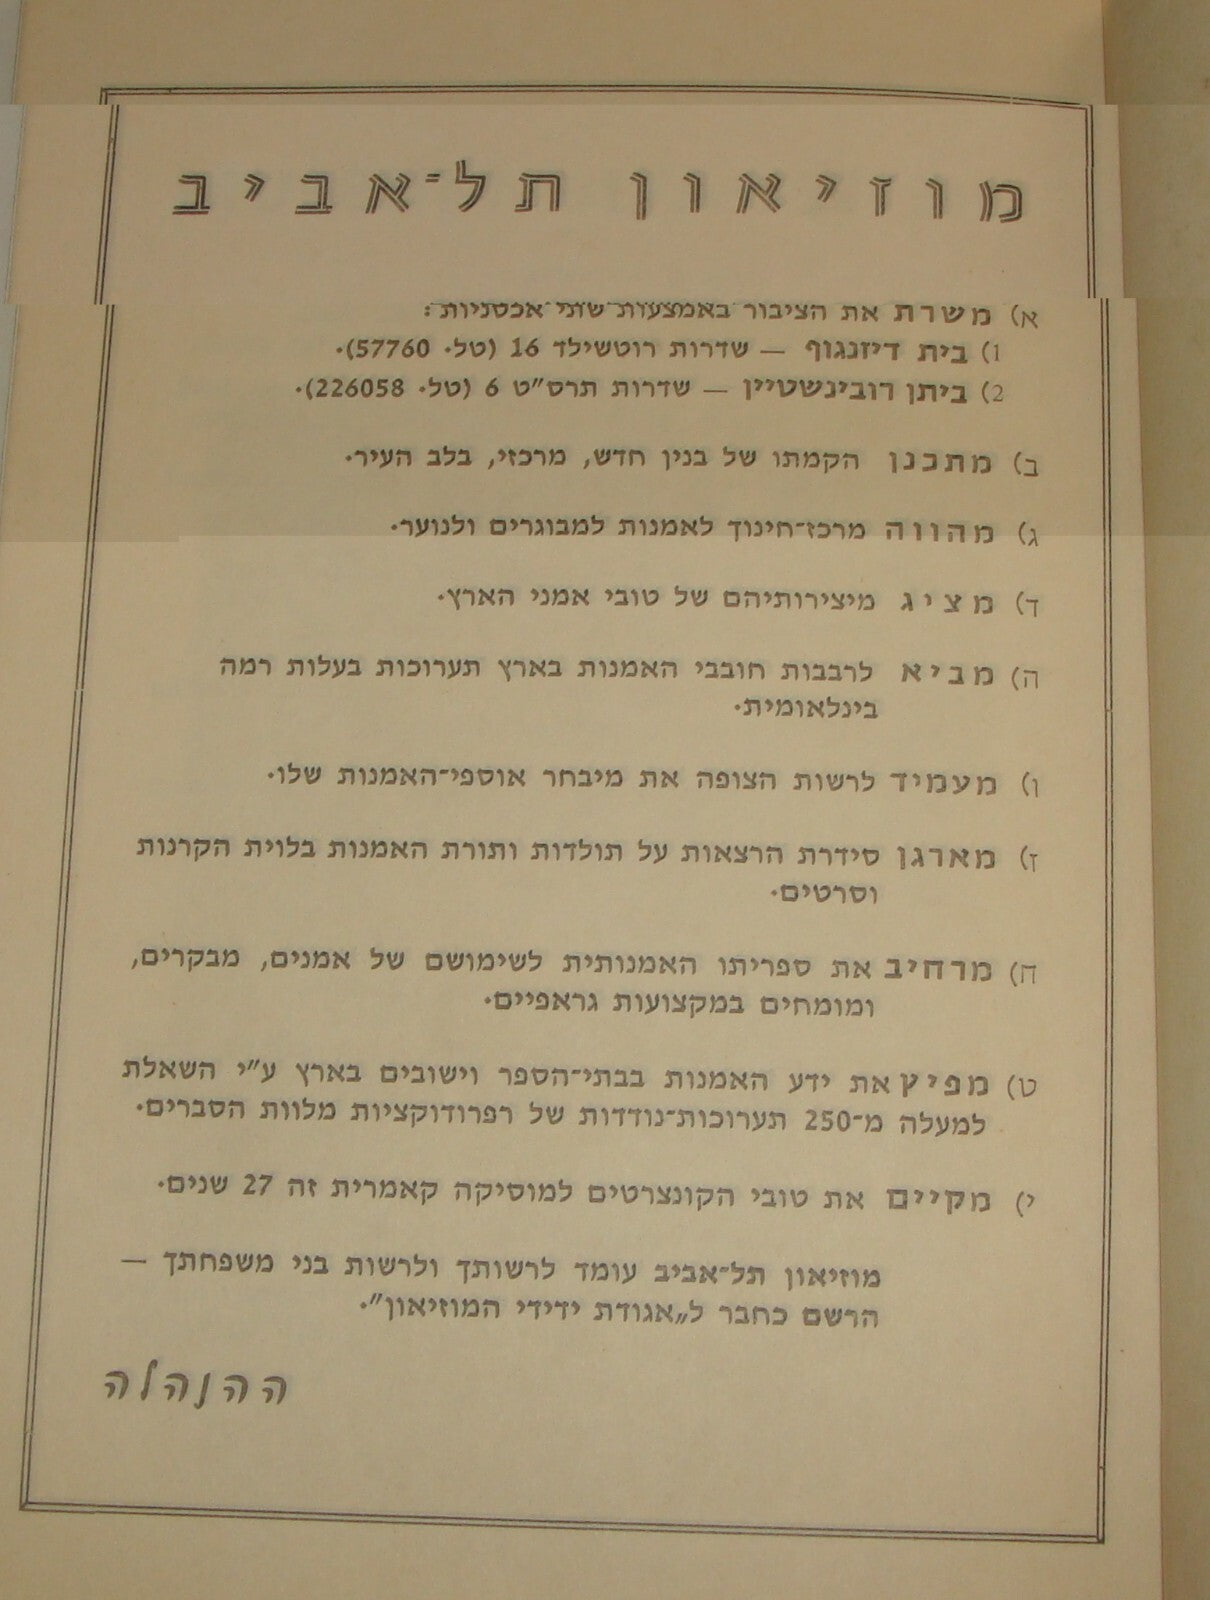 מוזיאון תל־אביב
א) משרת את הציבור באמצעות שתי אכסניות:
1) בית דיזנגוף — שדרות רוטשילד 16 (טל. 57760).
2) ביתן רובינשטיין — שדרות תרס"ט 6 (טל. 226058).
ב) מתכנן הקמתו של בנין חדש, מרכזי, בלב העיר.
ג) מהווה מרכז־חינוך לאמנות למבוגרים ולנוער.
ד) מציג מיצירותיהם של טובי אמני הארץ.
ה) מביא לרבבות חובבי האמנות בארץ תערוכות בעלות רמה
בינלאומית.
ו) מעמיד לרשות הצופה את מיבחר אוספי־האמנות שלו.
ז) מארגן סידרת הרצאות על תולדות ותורת האמנות בלוית הקרנות
וסרטים.
ח) מרחיב את ספריתו האמנותית לשימושם של אמנים, מבקרים,
ומומחים במקצועות גראפיים.
ט) מפיץ את ידע האמנות בבתי־הספר וישובים בארץ ע"י השאלת
למעלה מ־250 תערוכות־נודדות של רפרודוקציות מלוות הסברים.
י) מקיים את טובי הקונצרטים למוסיקה קאמרית זה 27 שנים.
מוזיאון תל־אביב עומד לרשותך ולרשות בני משפחתך —
הרשם כחבר ל„אגודת ידידי המוזיאון".
ההנהלה